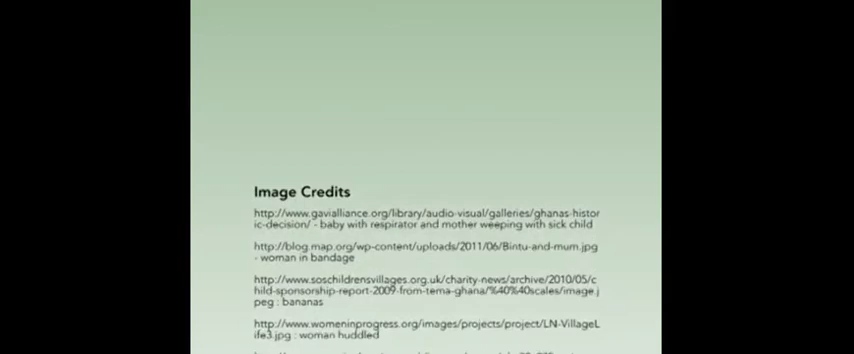 Image Credits
http://www.gavialliance.org/library/audio-visual/galleries/ghanas-histor
ic-decision/ - baby with respirator and mother weeping with sick child
http://blog.map.org/wp-content/uploads/2011/06/Bintu-and-mum.jpg
- woman in bandage
http://www.soschildrensvillages.org.uk/charity-news/archive/2010/05/c
hild-sponsorship-report-2009-from-tema-ghana/%40%40scales/image.j
peg : bananas
http://www.womeninprogress.org/images/projects/project/LN-VillageL
ife3.jpg : woman huddled